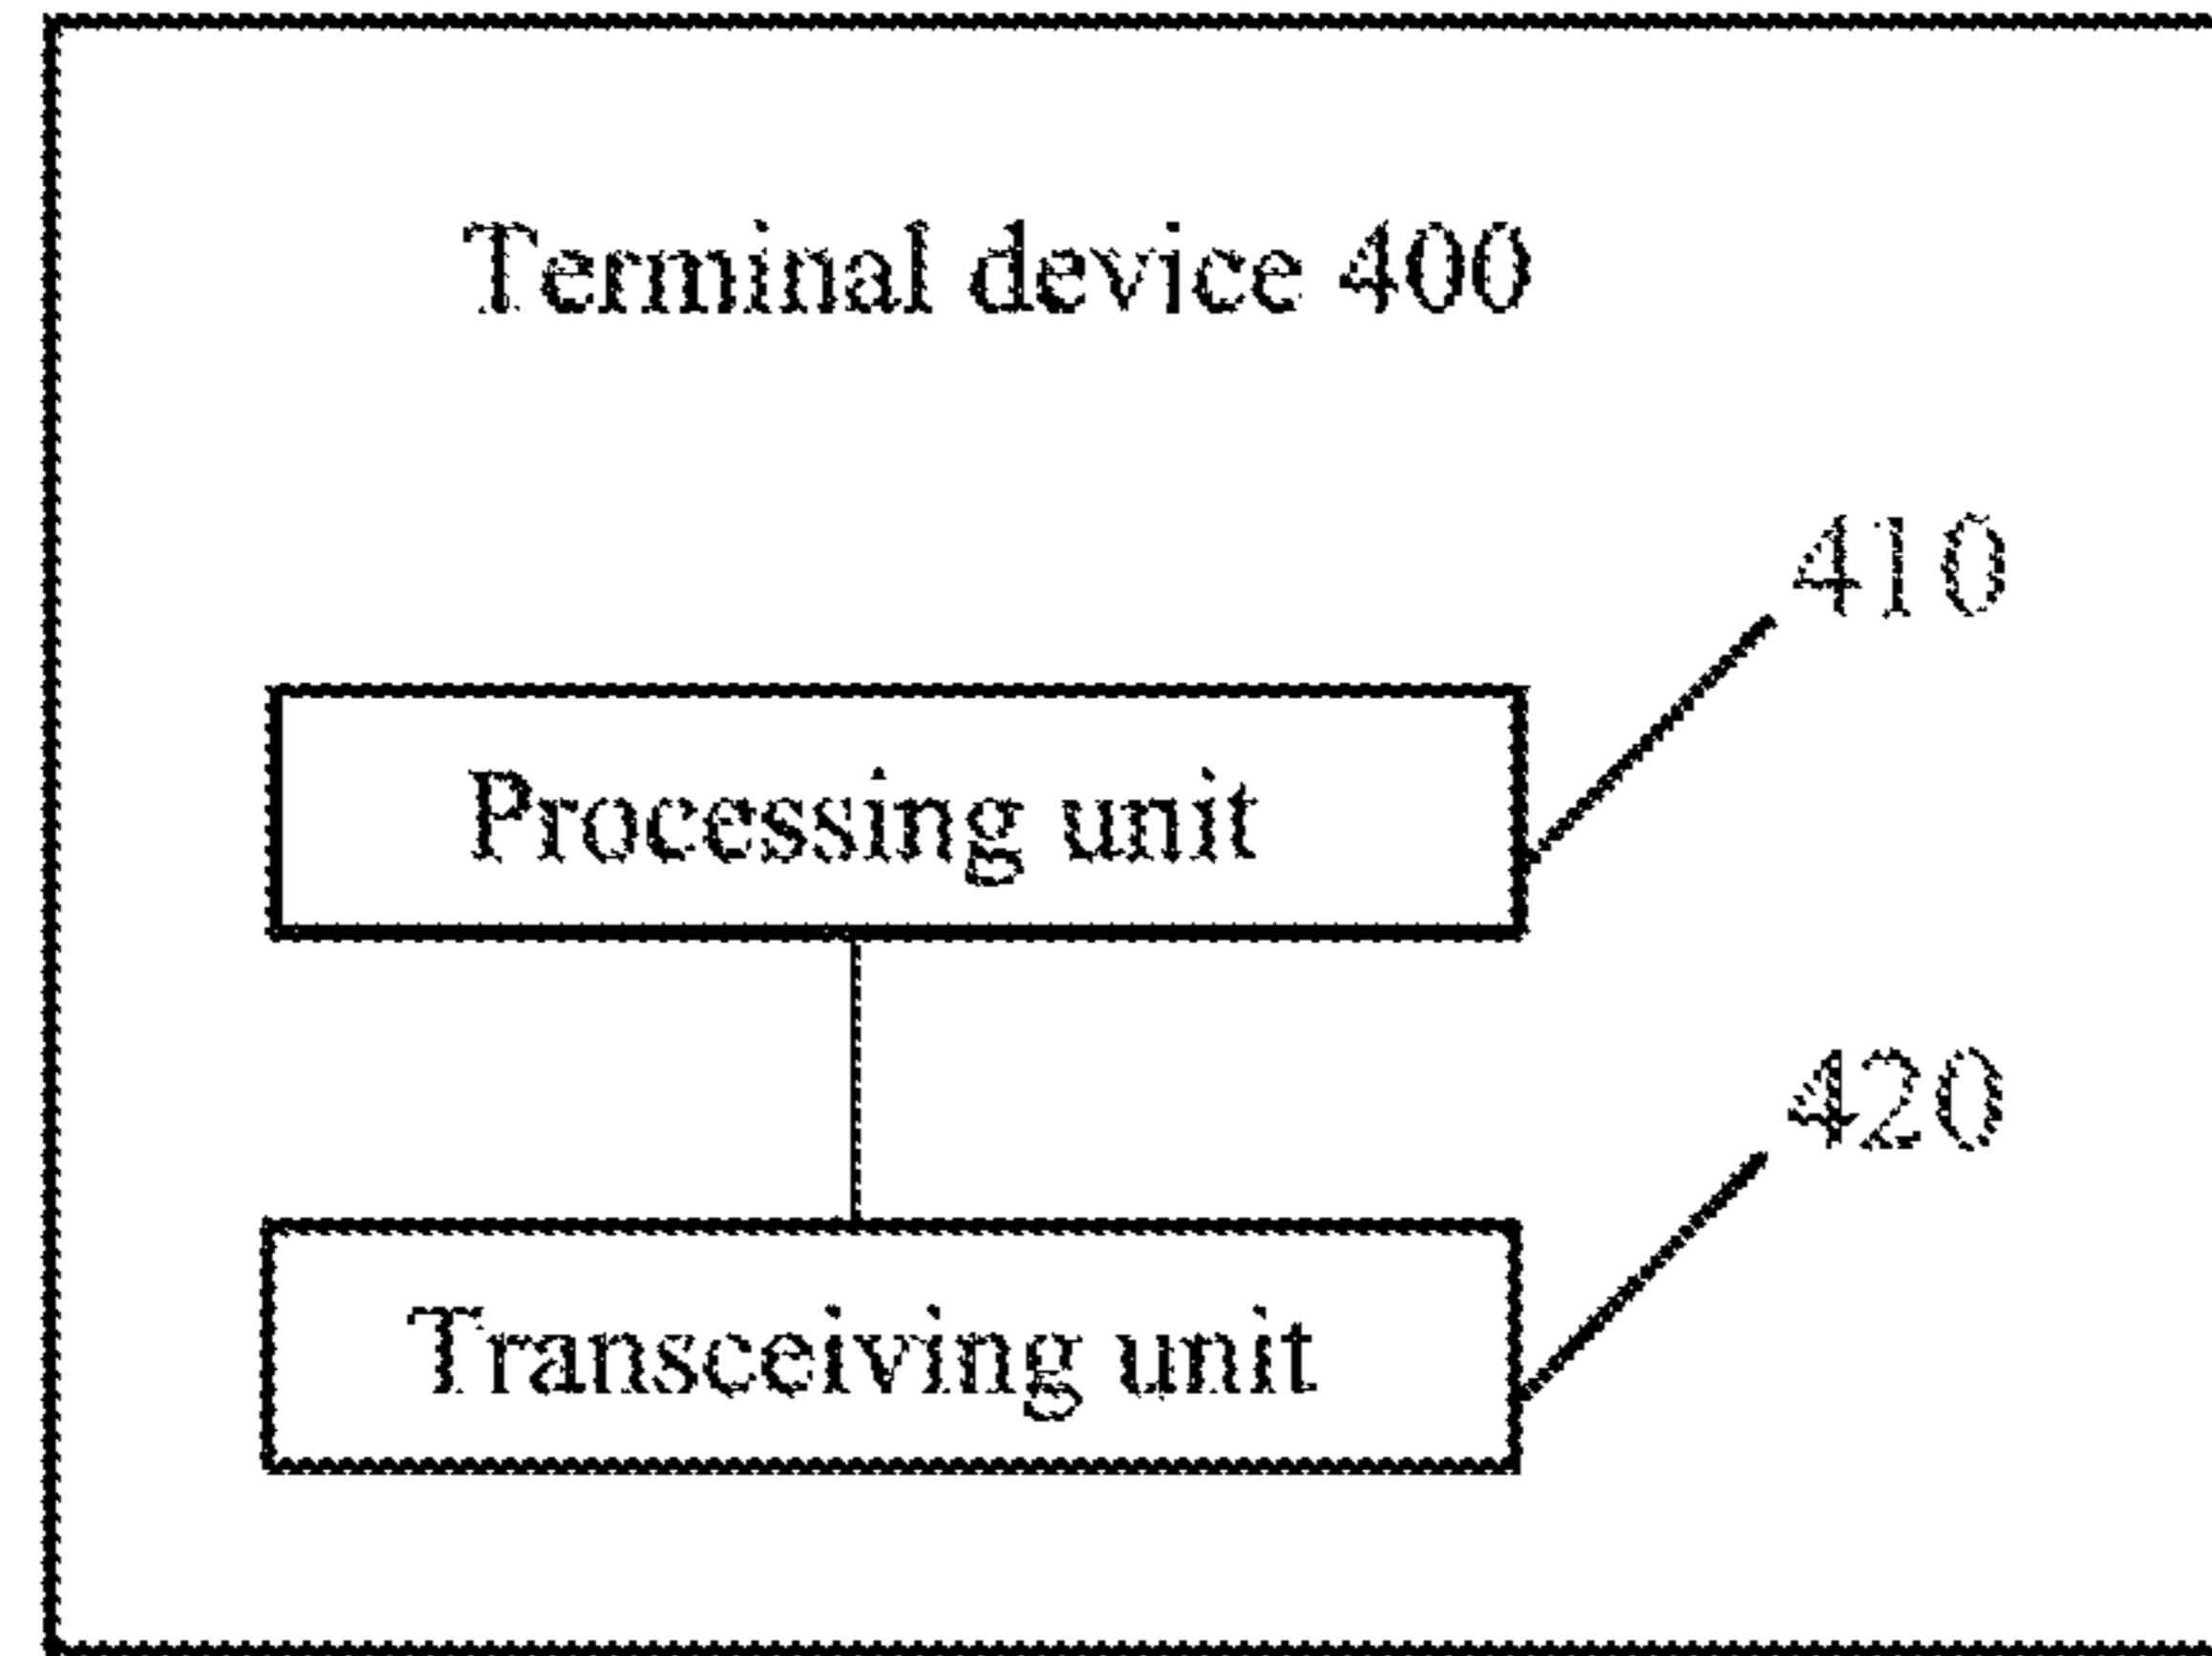 Terminal device 400
410
Processing unit
420
Transceiving unit